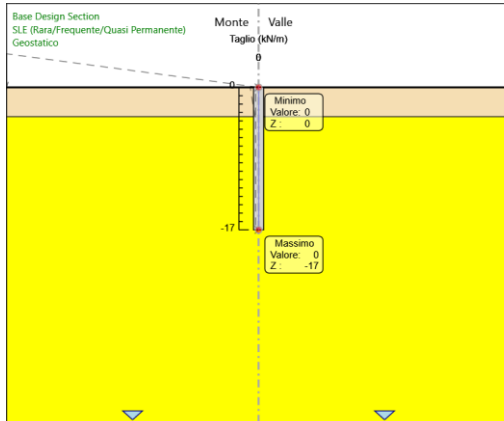 Base Design Section
SLE (Rara/Frequente/Quasi Permanente)
Geostatico
Monte Valle
Taglio (kN/m)
0
0
Minimo
Valore: 0
Z : 0
-17
Massimo
Valore: 0
Z : -17